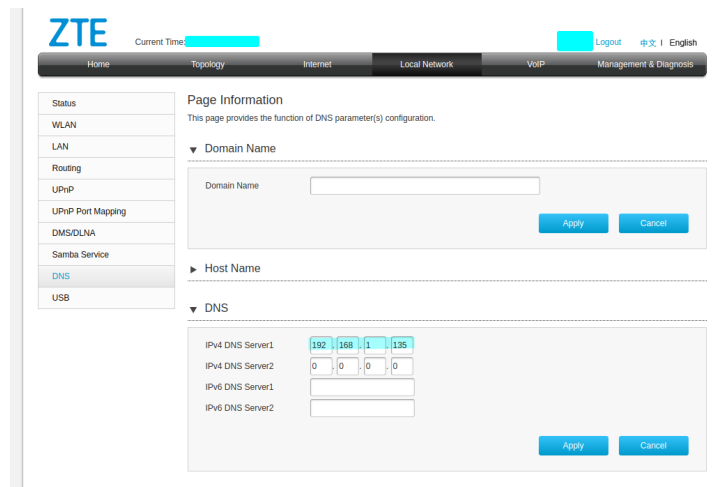 ZTE
Current Time:
Logout 中文 | English
Home Topology Internet Local Network VoIP Management & Diagnosis
Status
WLAN
LAN
Routing
UPnP
UPnP Port Mapping
DMS/DLNA
Samba Service
DNS
USB
Page Information
This page provides the function of DNS parameter(s) configuration.
Domain Name
Domain Name
Apply Cancel
Host Name
DNS
IPv4 DNS Server1 192 . 168 . 1 . 135
IPv4 DNS Server2 0 . 0 . 0 . 0
IPv6 DNS Server1
IPv6 DNS Server2
Apply Cancel